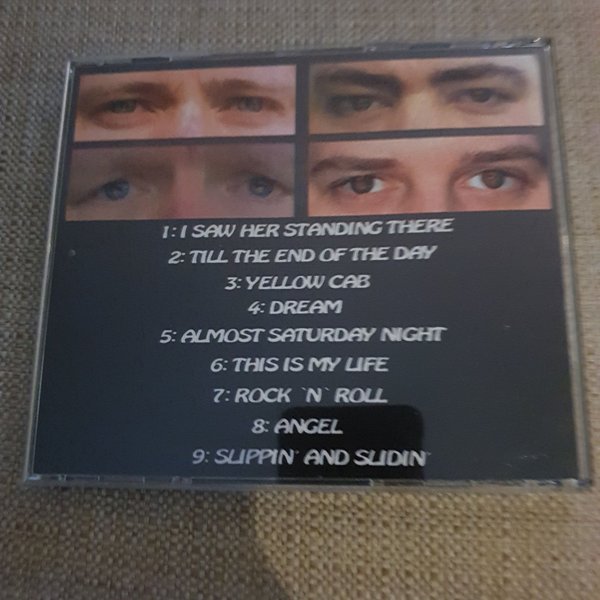 1: I SAW HER STANDING THERE
2: TILL THE END OF THE DAY
3: YELLOW CAB
4: DREAM
5: ALMOST SATURDAY NIGHT
6: THIS IS MY LIFE
7: ROCK `N` ROLL
8: ANGEL
9: SLIPPIN` AND SLIDIN`